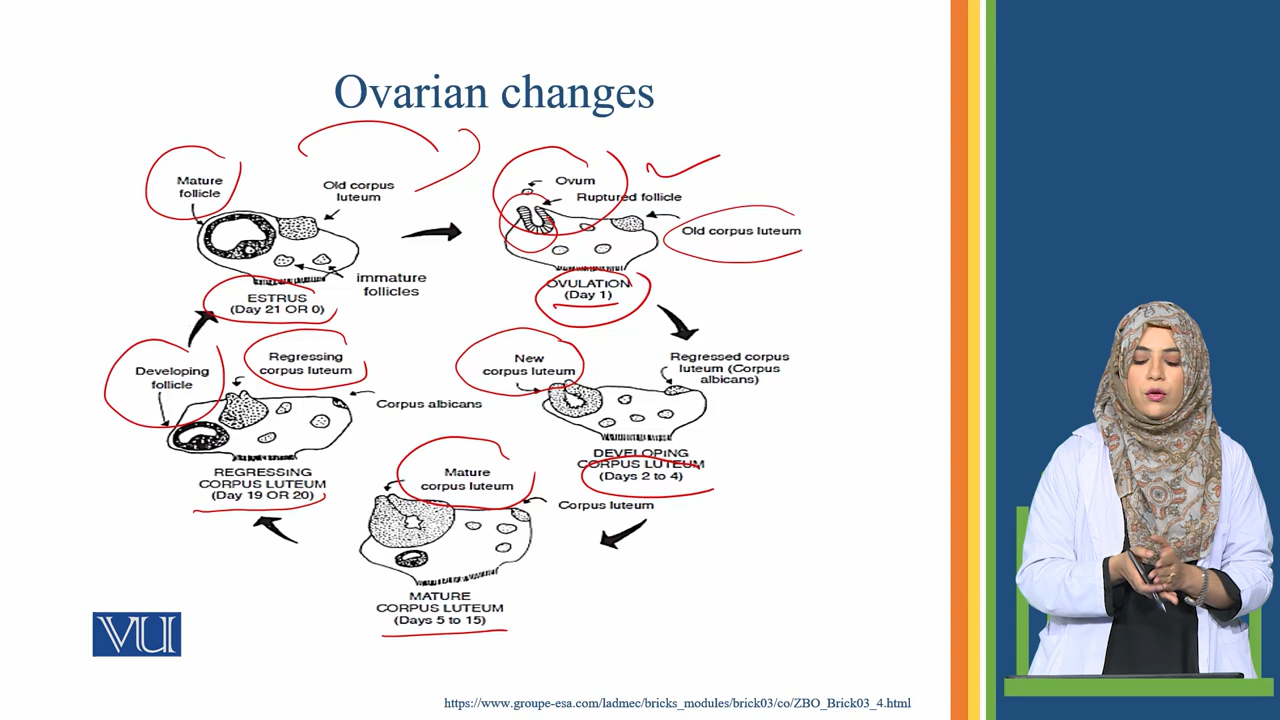 Ovarian changes
Mature
follicle
Old corpus
luteum
immature
follicles
ESTRUS
(Day 21 OR 0)
Ovum
Ruptured follicle
Old corpus luteum
OVULATION
(Day 1)
New
corpus luteum
Regressed corpus
luteum (Corpus
albicans)
DEVELOPING
CORPUS LUTEUM
(Days 2 to 4)
Mature
corpus luteum
Corpus luteum
MATURE
CORPUS LUTEUM
(Days 5 to 15)
Developing
follicle
Regressing
corpus luteum
Corpus albicans
REGRESSING
CORPUS LUTEUM
(Day 19 OR 20)
VU
https://www.groupe-esa.com/ladmec/bricks_modules/brick03/co/ZBO_Brick03_4.html